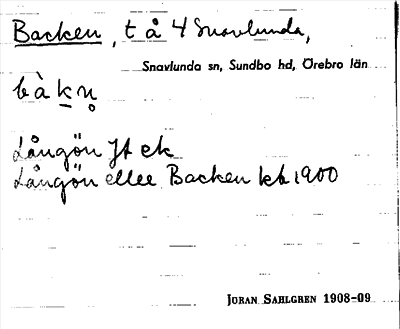 Backen, t å 4 Snavlunda,
Snavlunda sn, Sundbo hd, Örebro län
bàkn̥
Långön Jt ek
Långön eller Backen kb 1900
JÖRAN SAHLGREN 1908-09